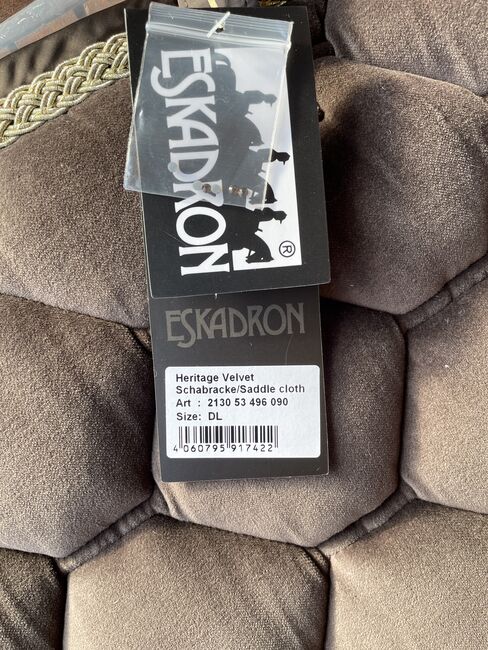 ESKADRON
®
ESKADRON
Heritage Velvet
Schabracke/Saddle cloth
Art : 2130 53 496 090
Size: DL
4 060795 917422